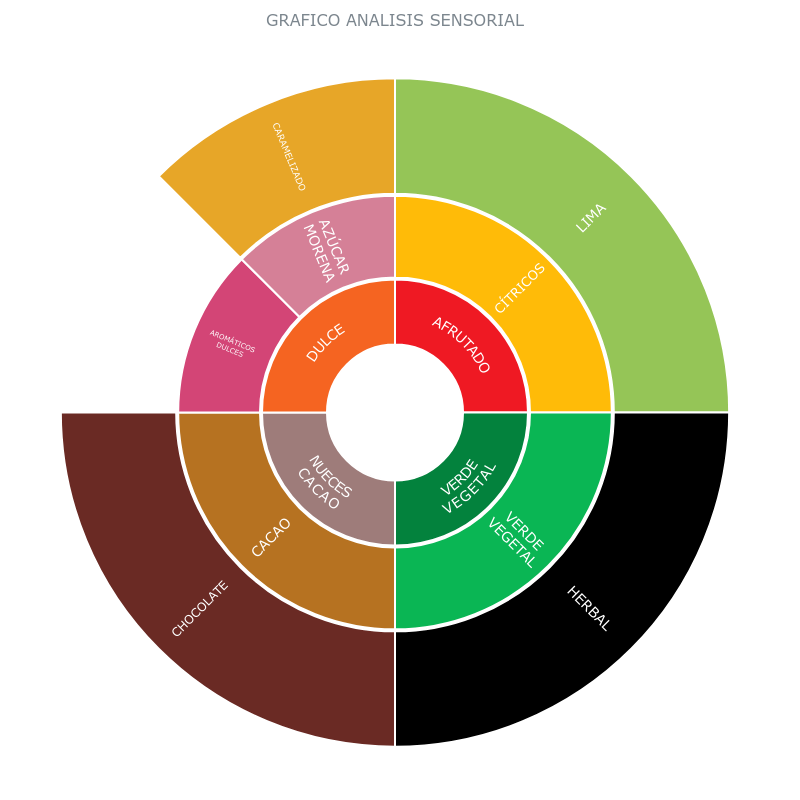 GRAFICO ANALISIS SENSORIAL
AFRUTADO
CÍTRICOS
LIMA
VERDE
VEGETAL
VERDE
VEGETAL
HERBAL
NUECES
CACAO
CACAO
CHOCOLATE
DULCE
AROMÁTICOS
DULCES
AZÚCAR
MORENA
CARAMELIZADO